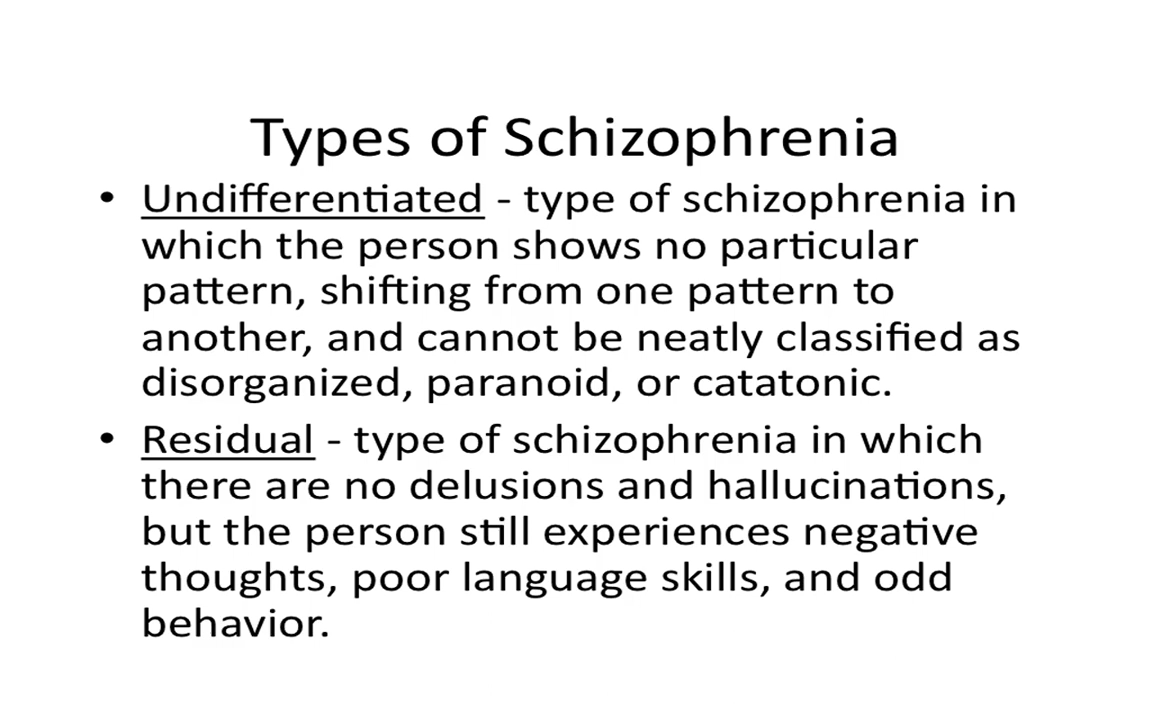 Types of Schizophrenia
• Undifferentiated - type of schizophrenia in
which the person shows no particular
pattern, shifting from one pattern to
another, and cannot be neatly classified as
disorganized, paranoid, or catatonic.
• Residual - type of schizophrenia in which
there are no delusions and hallucinations,
but the person still experiences negative
thoughts, poor language skills, and odd
behavior.